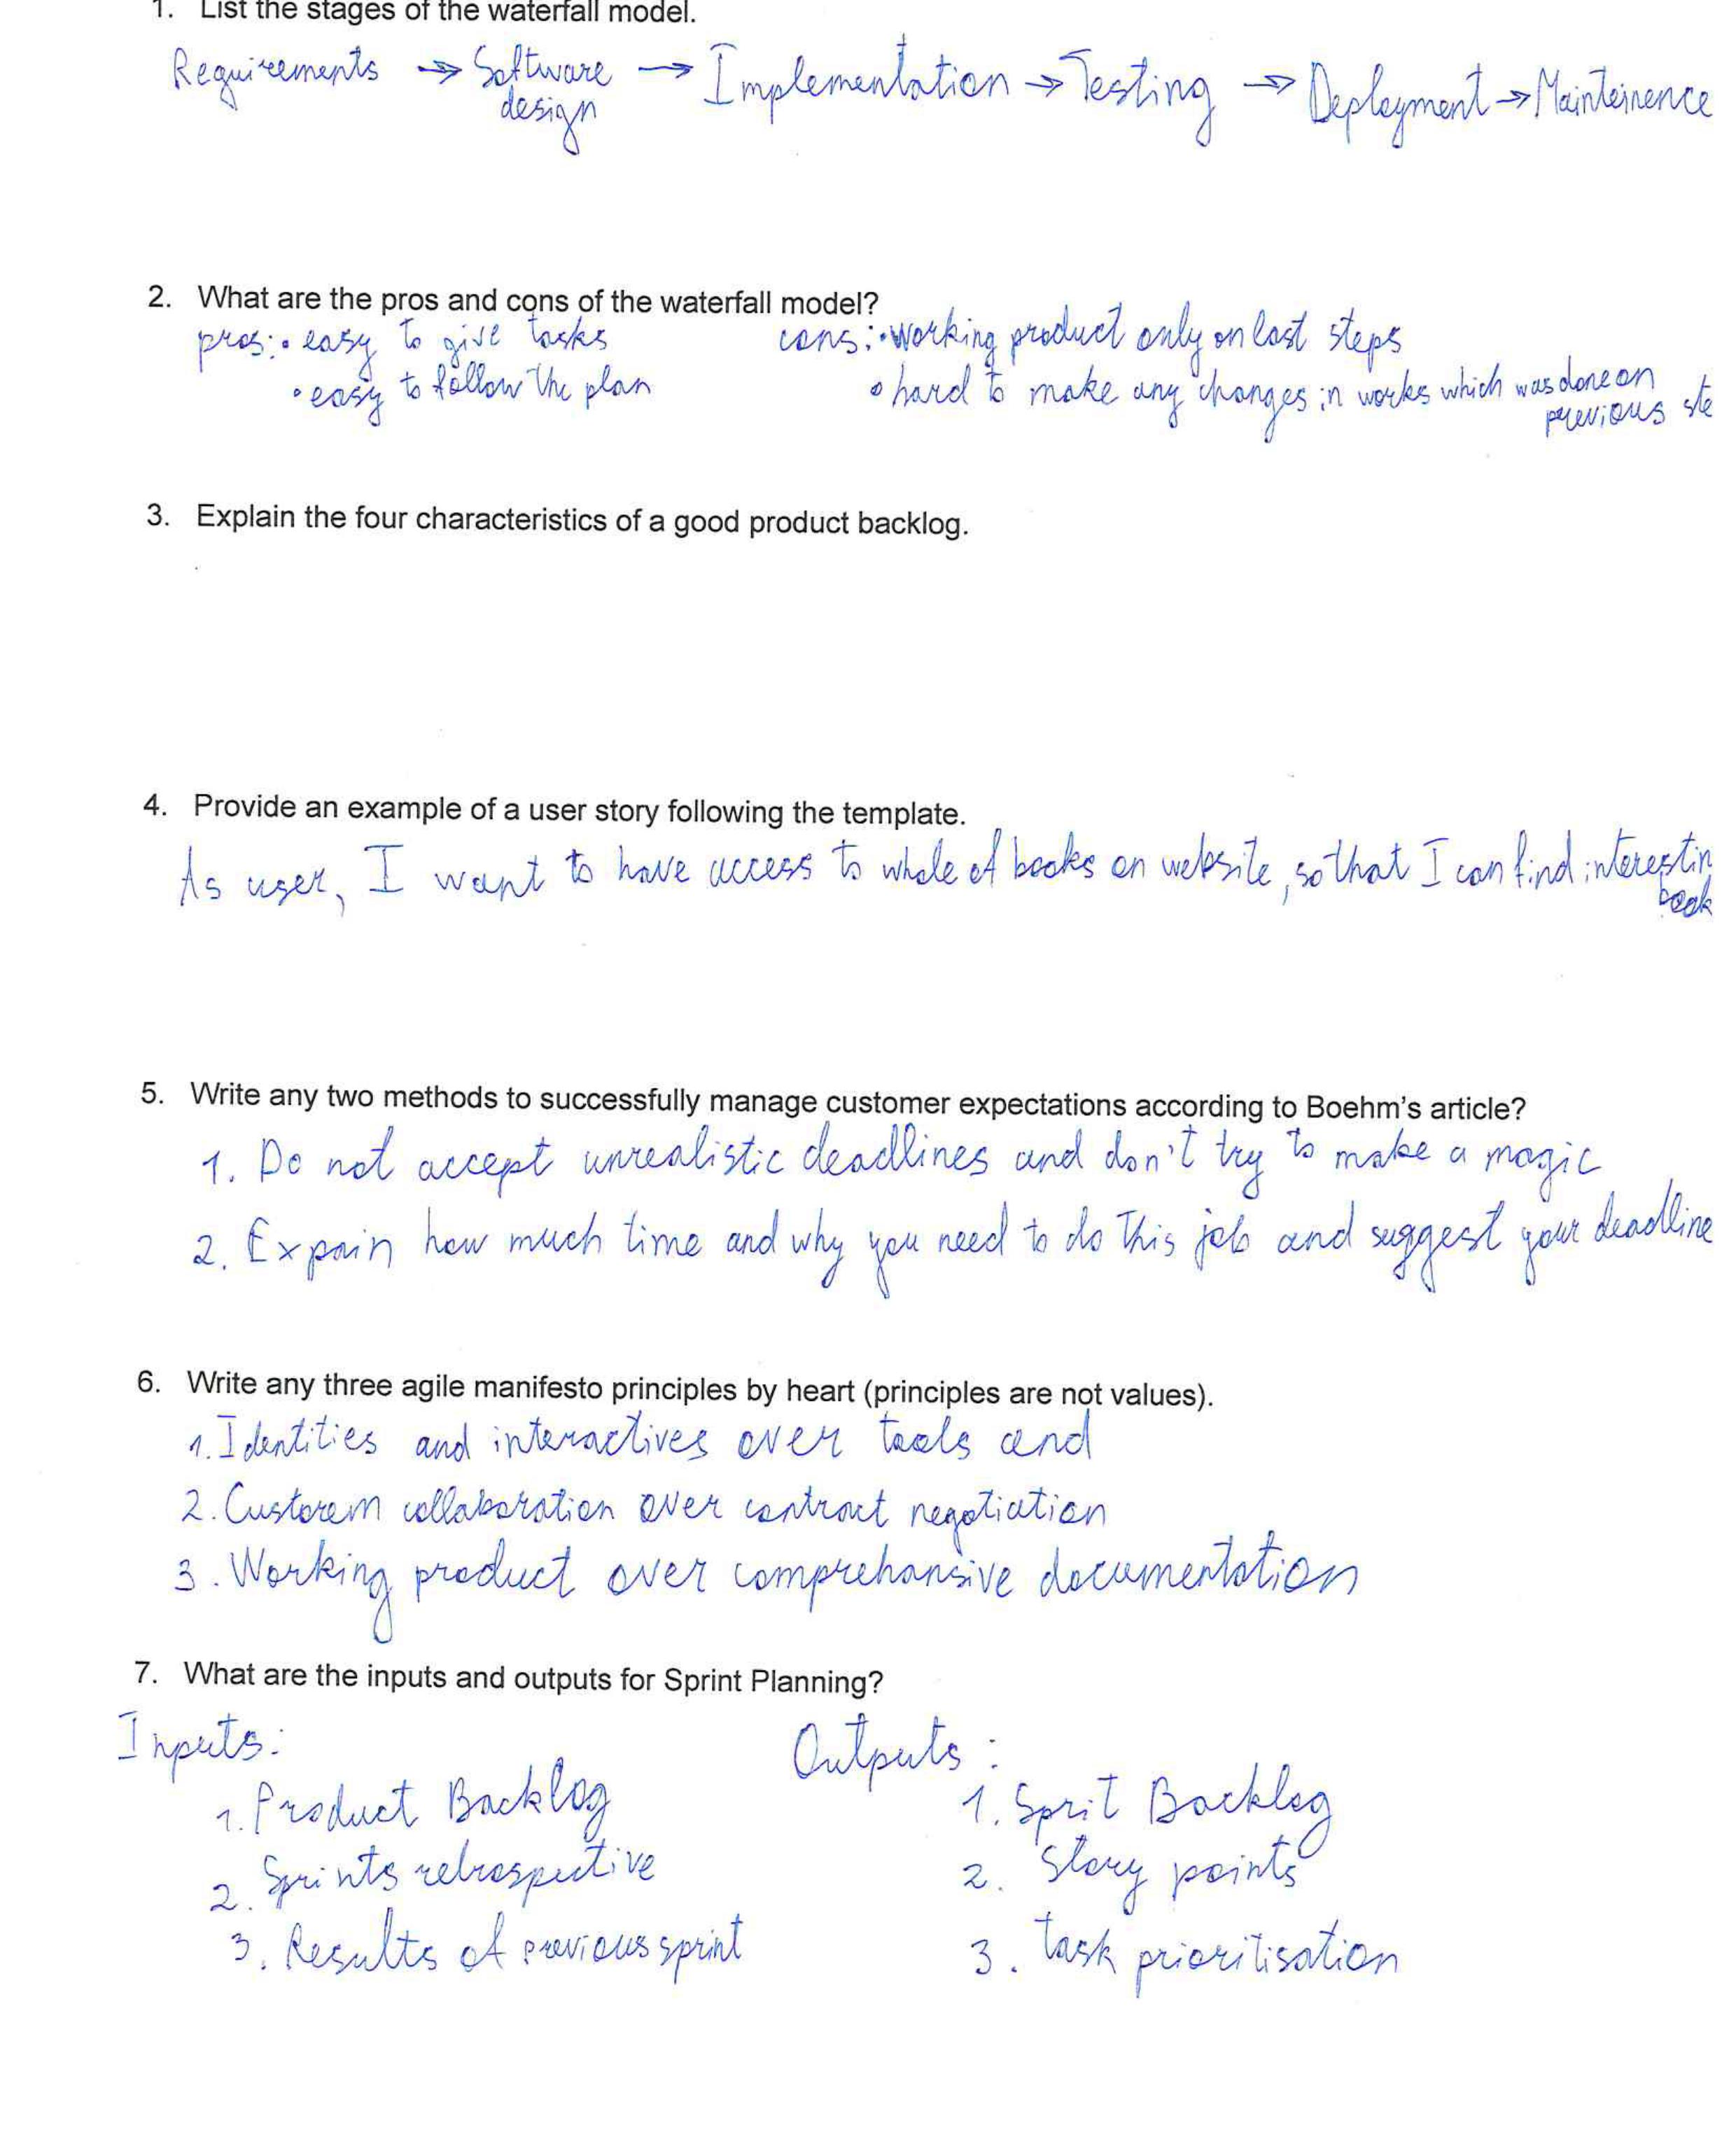 1. List the stages of the waterfall model.
Requirements → Software design → Implementation → Testing → Deployment → Mainteinence
2. What are the pros and cons of the waterfall model?
pros: • easy to give tasks
• easy to follow the plan
cons: • working product only on last steps
• hard to make any changes in works which was done on
previous ste
3. Explain the four characteristics of a good product backlog.
4. Provide an example of a user story following the template.
As user, I want to have access to whole of books on website, so that I can find interestin
book
5. Write any two methods to successfully manage customer expectations according to Boehm's article?
1. Do not accept unrealistic deadlines and don't try to make a magic
2. Expain how much time and why you need to do this job and suggest your deadline
6. Write any three agile manifesto principles by heart (principles are not values).
1. Identities and interactives over tools and
2. Custorem collaboration over contract negotiation
3. Working product over comprehansive documentation
7. What are the inputs and outputs for Sprint Planning?
Inputs:
1. Product Backlog
2. Sprints retrospective
3. Results of previous sprint
Outputs:
1. Sprit Backlog
2. Story points
3. Task prioritisation